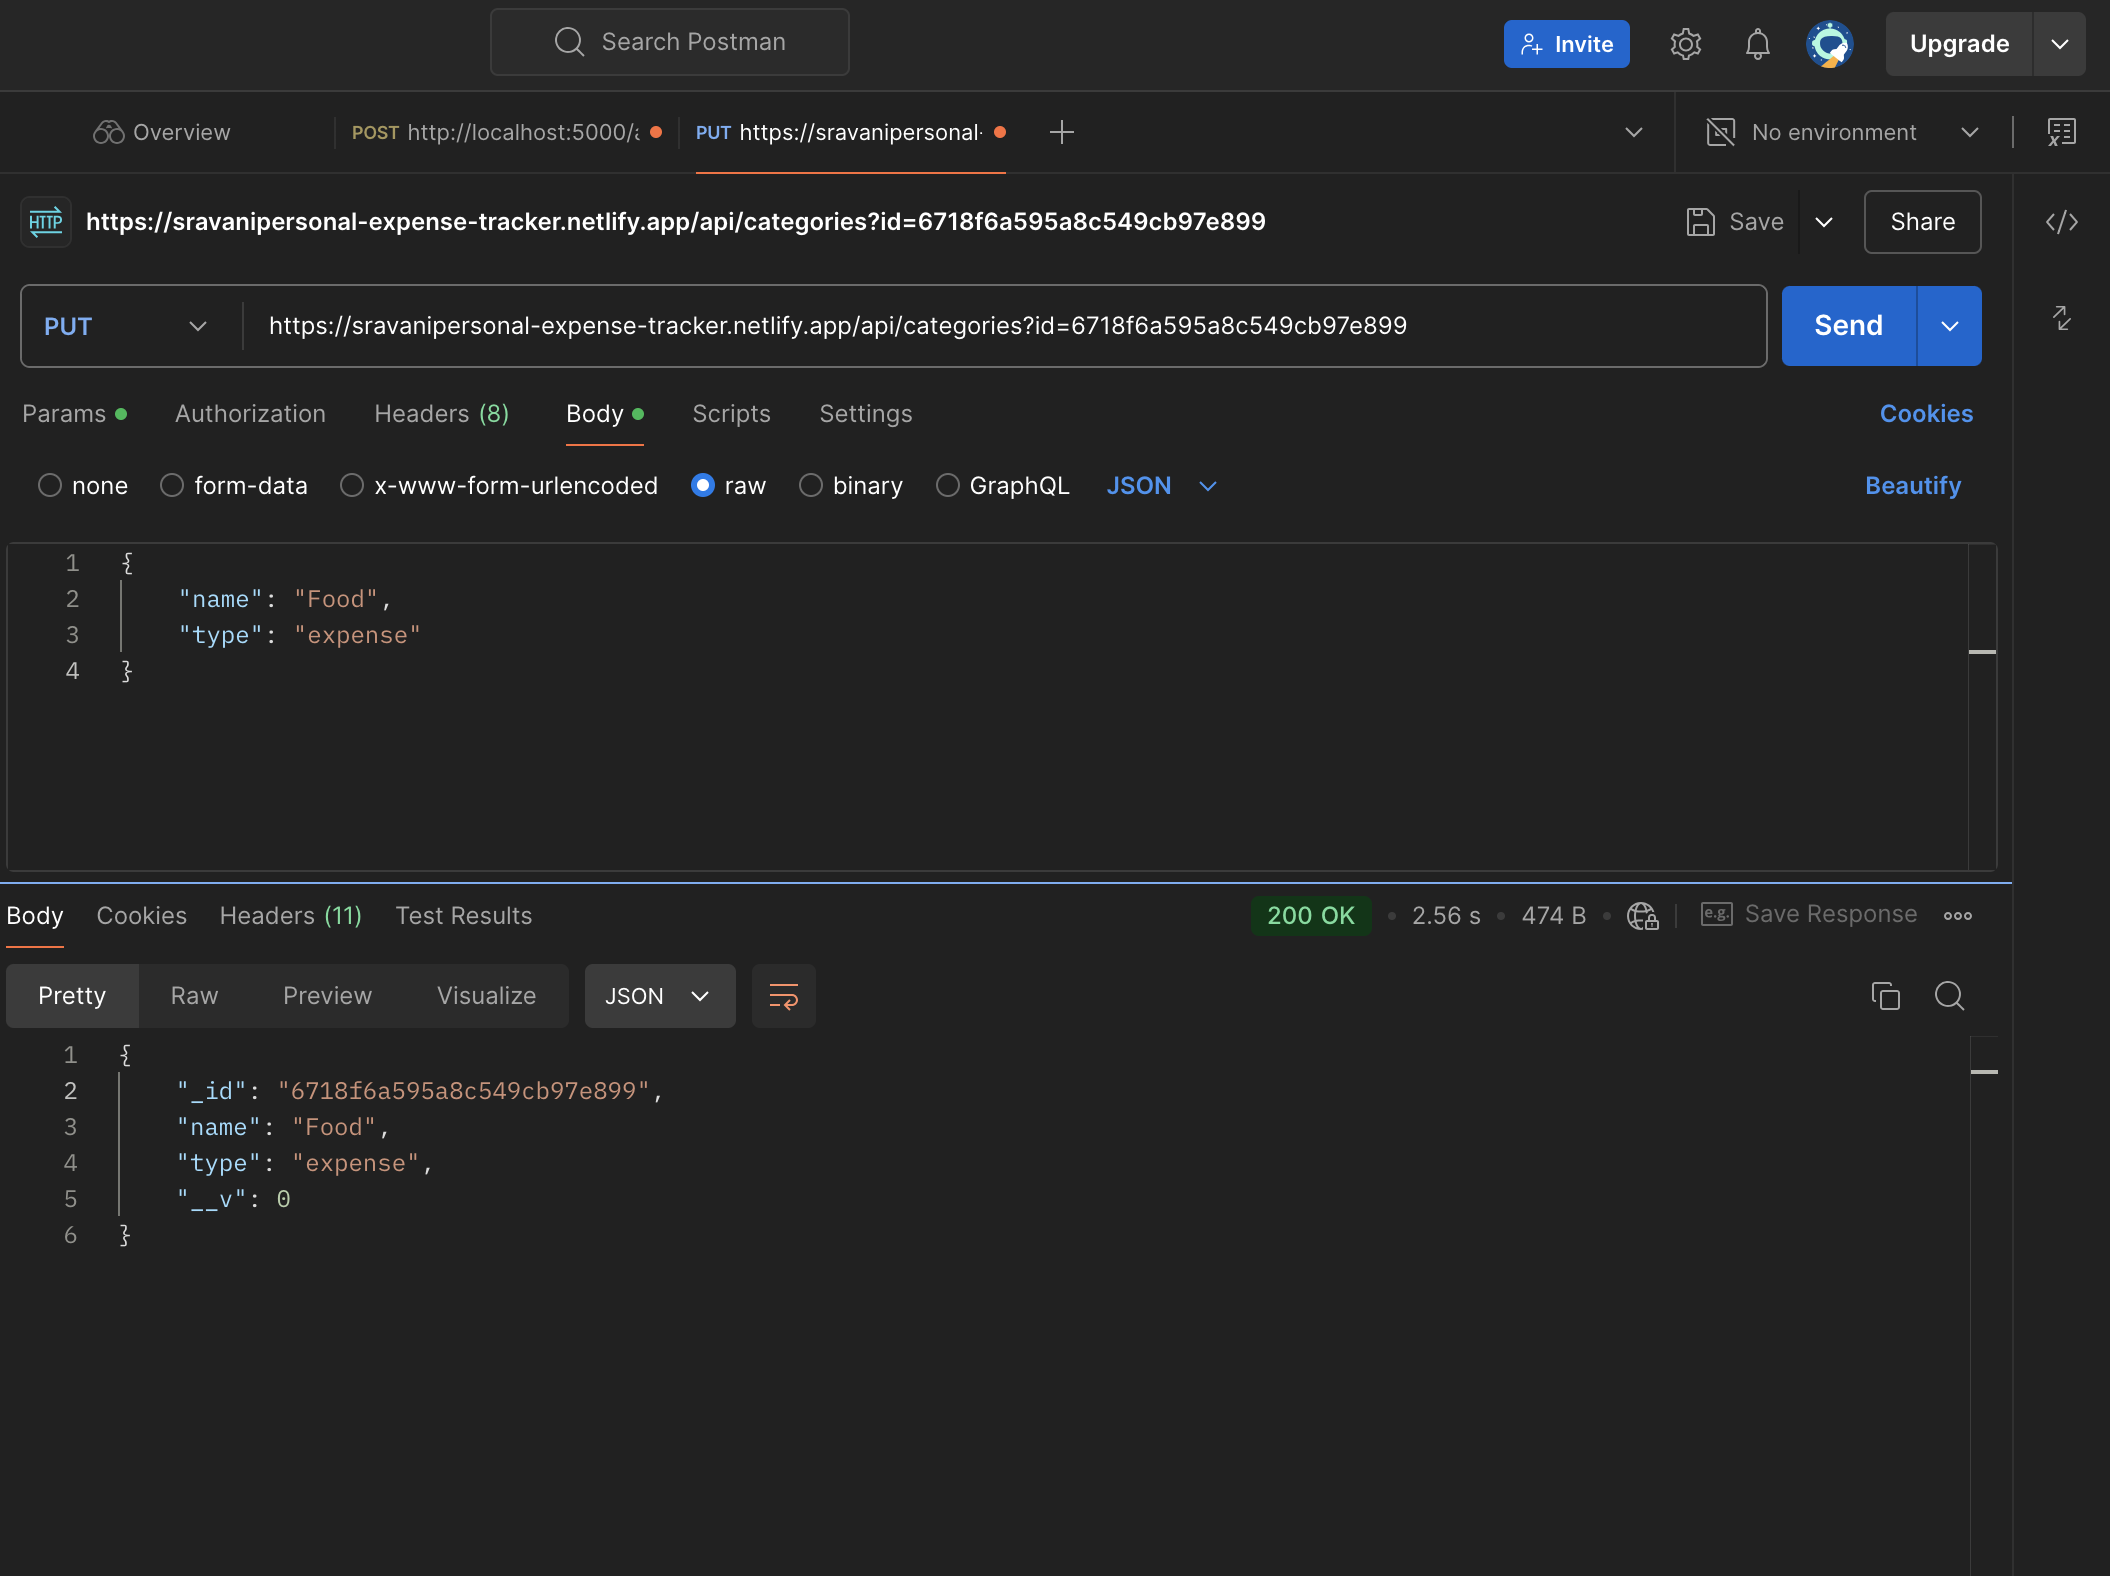 Search Postman
Invite
Upgrade
Overview
POST http://localhost:5000/a
PUT https://sravanipersonal-
No environment
HTTP https://sravanipersonal-expense-tracker.netlify.app/api/categories?id=6718f6a595a8c549cb97e899
Save
Share
PUT https://sravanipersonal-expense-tracker.netlify.app/api/categories?id=6718f6a595a8c549cb97e899
Send
Params Authorization Headers (8) Body Scripts Settings Cookies
none form-data x-www-form-urlencoded raw binary GraphQL JSON Beautify
1 {
2 "name": "Food",
3 "type": "expense"
4 }
Body Cookies Headers (11) Test Results 200 OK • 2.56 s • 474 B • e.g. Save Response
Pretty Raw Preview Visualize JSON
1 {
2 "_id": "6718f6a595a8c549cb97e899",
3 "name": "Food",
4 "type": "expense",
5 "__v": 0
6 }